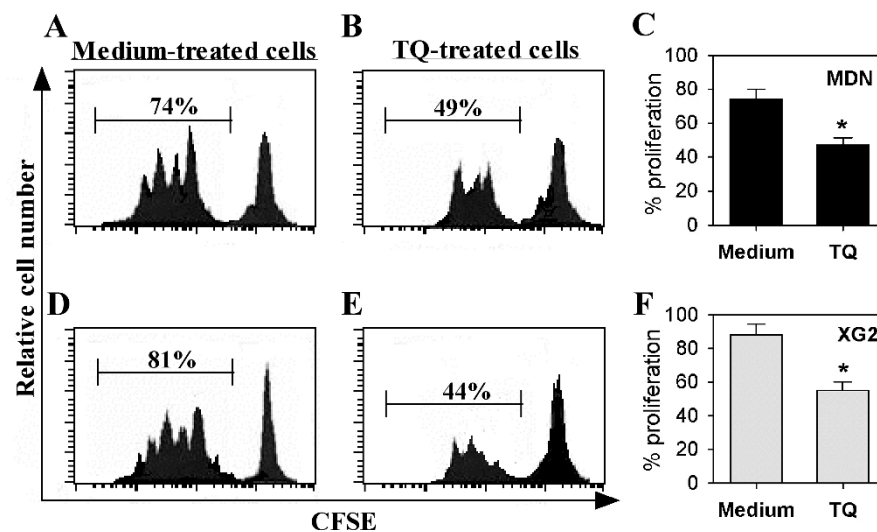 A
Medium-treated cells
74%
B
TQ-treated cells
49%
C
100
80
60
40
20
0
% proliferation
MDN
*
Medium TQ
D
81%
E
44%
F
100
80
60
40
20
0
% proliferation
XG2
*
Medium TQ
Relative cell number
CFSE